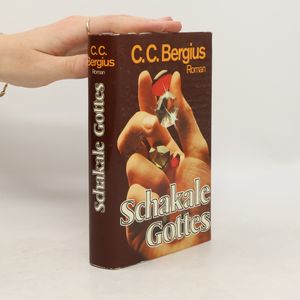 C. C.
Bergius
Roman
Schakale Gottes
C. C. Bergius
Roman
Schakale
Gottes